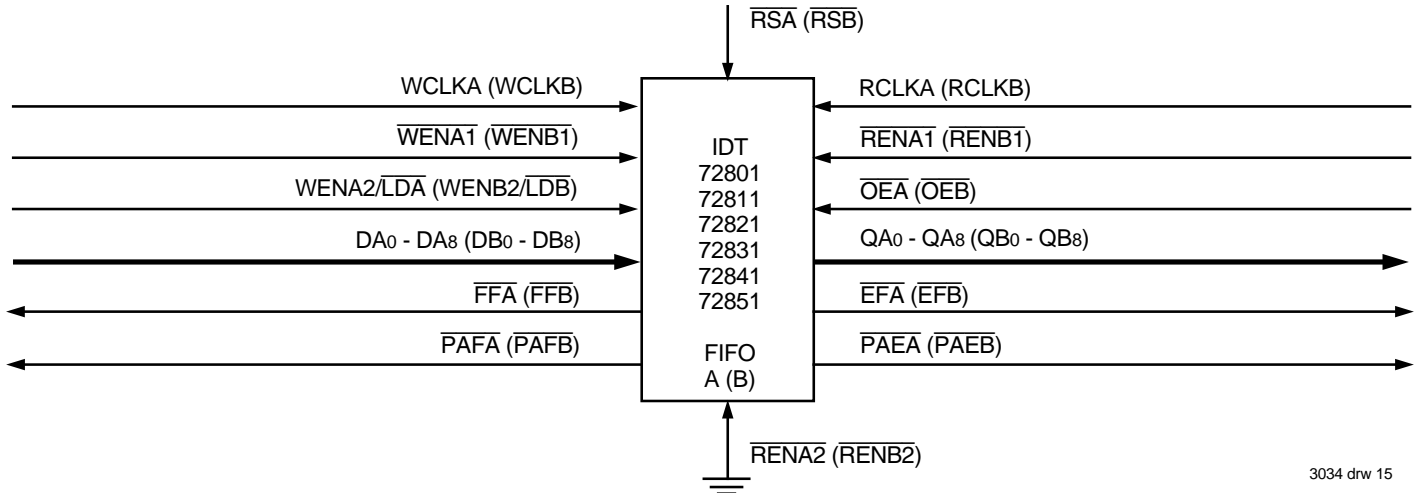 RSA (RSB)
WCLKA (WCLKB)
RCLKA (RCLKB)
WENA1 (WENB1)
RENA1 (RENB1)
WENA2/LDA (WENB2/LDB)
OEA (OEB)
DA0 - DA8 (DB0 - DB8)
QA0 - QA8 (QB0 - QB8)
FFA (FFB)
EFA (EFB)
PAFA (PAFB)
PAEA (PAEB)
IDT
72801
72811
72821
72831
72841
72851
FIFO
A (B)
RENA2 (RENB2)
3034 drw 15